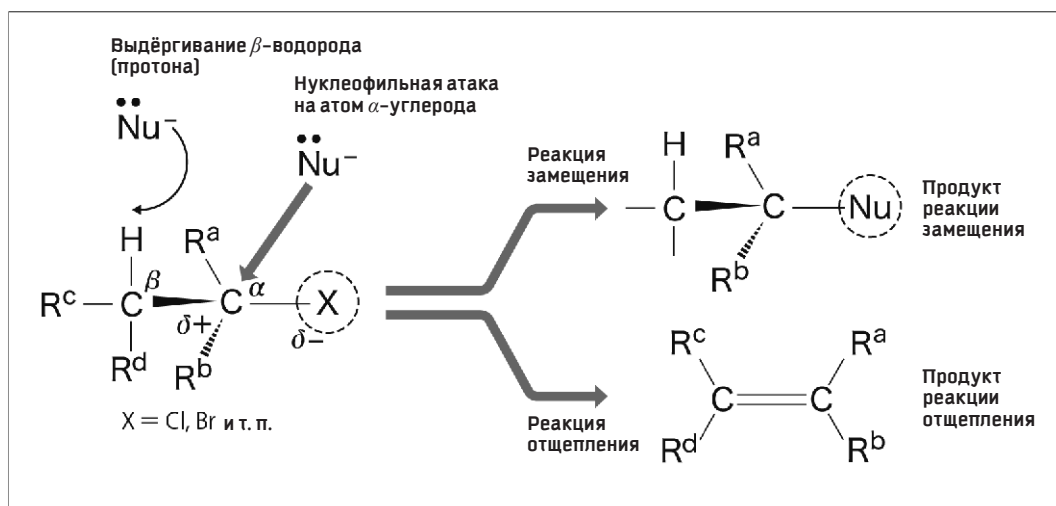 Выдёргивание β-водорода
(протона)
Нуклеофильная атака
на атом α-углерода
Nu⁻
Nu⁻
H
Rᵃ
Rᶜ
C
β
C
α
X
δ+
δ−
Rᵈ
Rᵇ
X = Cl, Br и т. п.
Реакция
замещения
H
Rᵃ
C
C
Nu
Rᵇ
Продукт
реакции
замещения
Реакция
отщепления
Rᶜ
Rᵃ
C
C
Rᵈ
Rᵇ
Продукт
реакции
отщепления